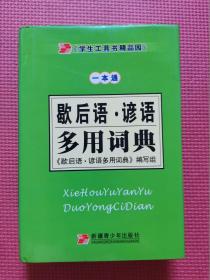 《学生工具书精品园》
一本通
歇后语·谚语
多用词典
《歇后语·谚语多用词典》编写组
XieHouYuYanYu
DuoYongCiDian
新疆青少年出版社